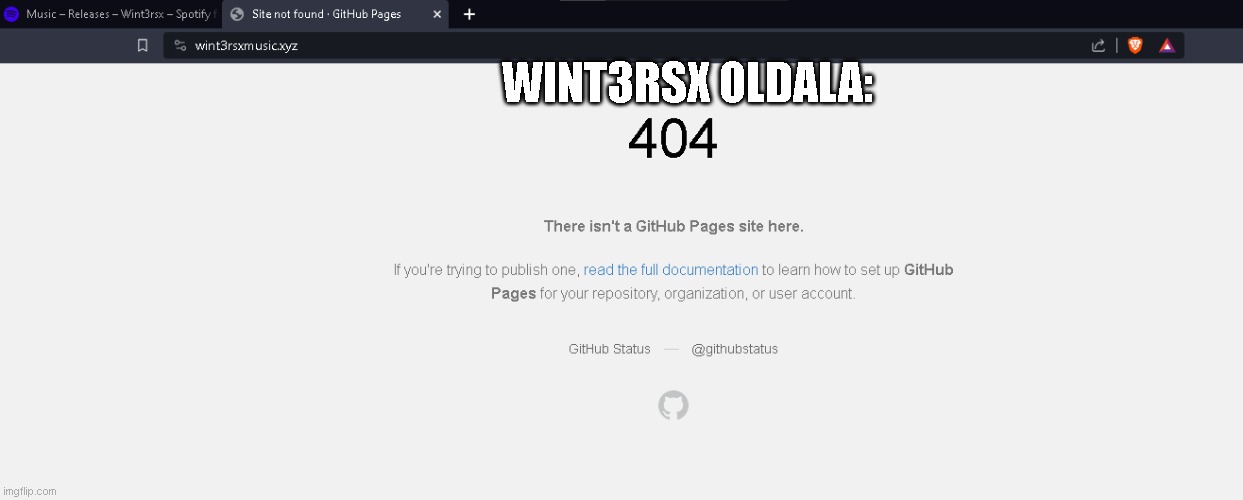 Music – Releases – Wint3rsx – Spotify f
Site not found · GitHub Pages
wint3rsxmusic.xyz
WINT3RSX OLDALA:
404
There isn't a GitHub Pages site here.
If you're trying to publish one, read the full documentation to learn how to set up GitHub
Pages for your repository, organization, or user account.
GitHub Status — @githubstatus
imgflip.com